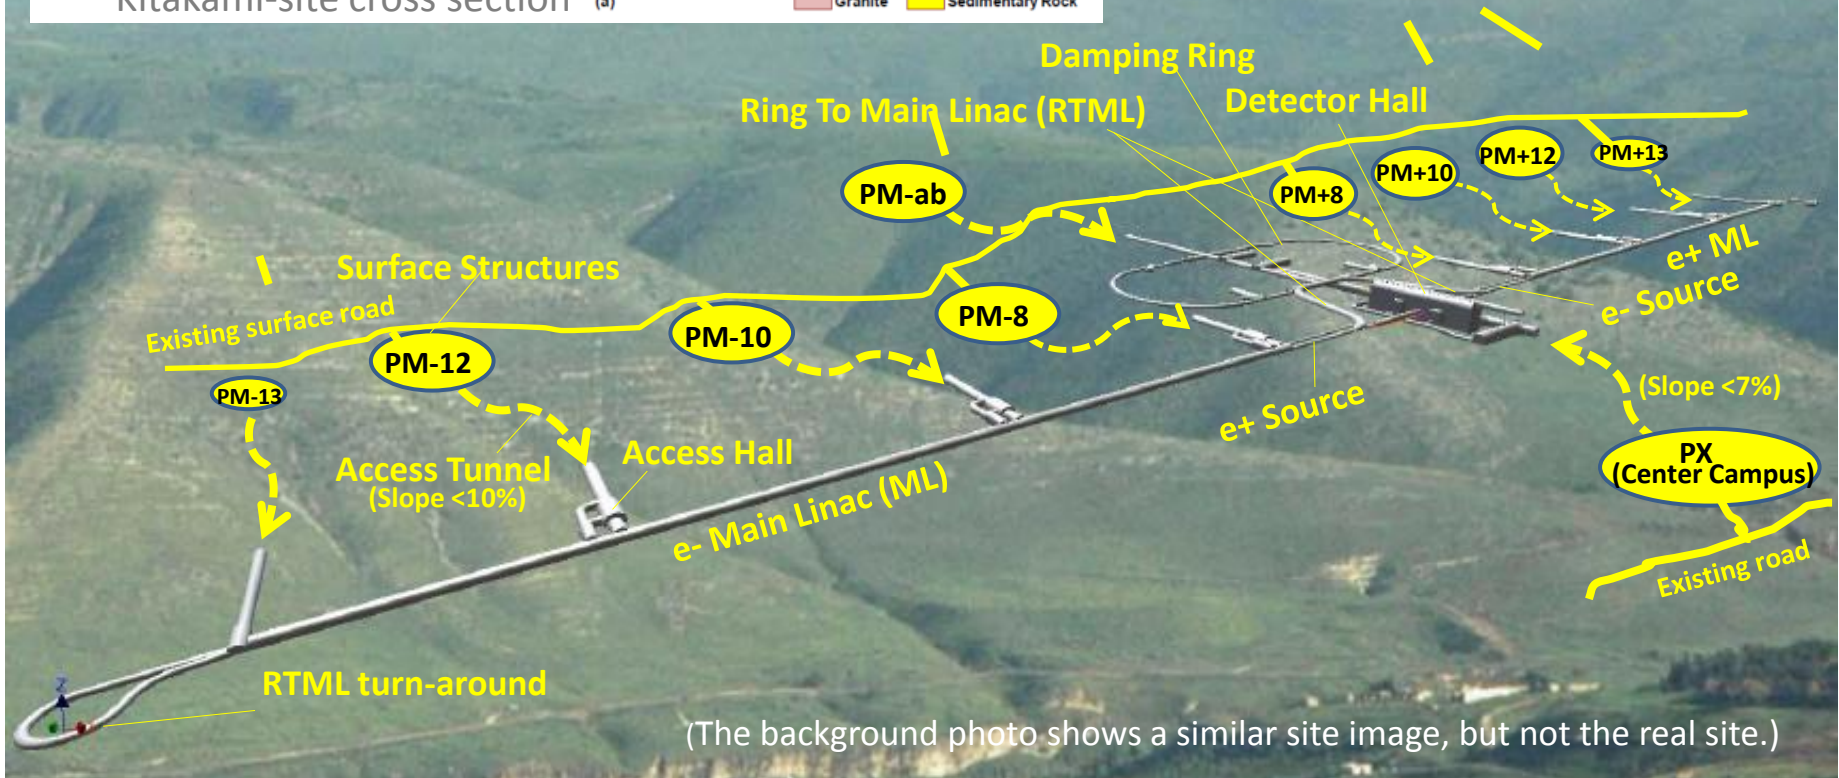 Kitakami-site cross section
(a)
Granite
Sedimentary Rock
Damping Ring
Ring To Main Linac (RTML)
Detector Hall
PM-ab
PM+8
PM+10
PM+12
PM+13
Surface Structures
Existing surface road
PM-13
PM-12
PM-10
PM-8
e+ ML
e- Source
e+ Source
(Slope <7%)
PX
(Center Campus)
Existing road
Access Tunnel
(Slope <10%)
Access Hall
e- Main Linac (ML)
RTML turn-around
Z
(The background photo shows a similar site image, but not the real site.)